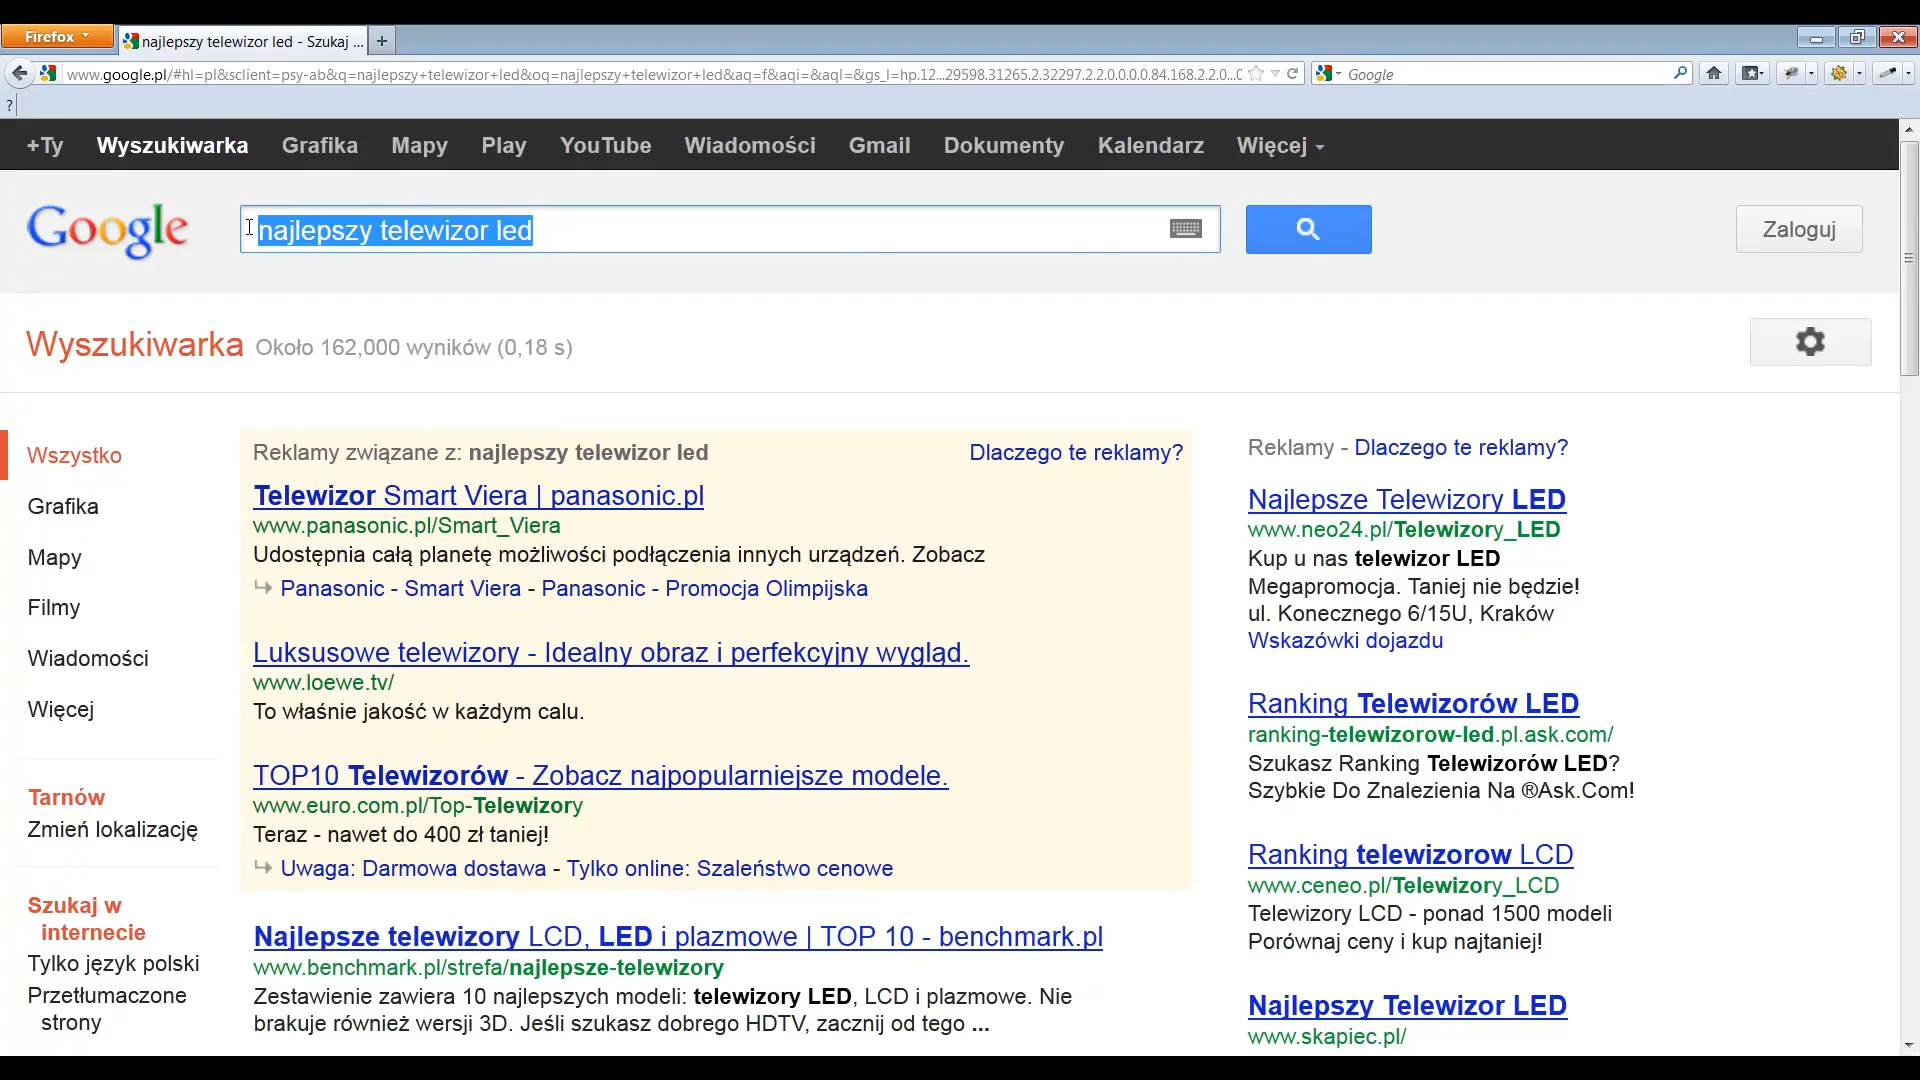 Firefox
najlepszy telewizor led - Szukaj ...
www.google.pl/#hl=pl&sclient=psy-ab&q=najlepszy+telewizor+led&oq=najlepszy+telewizor+led&aq=f&aqi=&aql=&gs_l=hp.12...29598.31265.2.32297.2.2.0.0.0.0.84.168.2.2.0...0
Google
?
+Ty Wyszukiwarka Grafika Mapy Play YouTube Wiadomości Gmail Dokumenty Kalendarz Więcej
Google
najlepszy telewizor led
Zaloguj
Wyszukiwarka Około 162,000 wyników (0,18 s)
Wszystko
Grafika
Mapy
Filmy
Wiadomości
Więcej
Tarnów
Zmień lokalizację
Szukaj w
internecie
Tylko język polski
Przetłumaczone
strony
Reklamy związane z: najlepszy telewizor led
Dlaczego te reklamy?
Telewizor Smart Viera | panasonic.pl
www.panasonic.pl/Smart_Viera
Udostępnia całą planetę możliwości podłączenia innych urządzeń. Zobacz
Panasonic - Smart Viera - Panasonic - Promocja Olimpijska
Luksusowe telewizory - Idealny obraz i perfekcyjny wygląd.
www.loewe.tv/
To właśnie jakość w każdym calu.
TOP10 Telewizorów - Zobacz najpopularniejsze modele.
www.euro.com.pl/Top-Telewizory
Teraz - nawet do 400 zł taniej!
Uwaga: Darmowa dostawa - Tylko online: Szaleństwo cenowe
Najlepsze telewizory LCD, LED i plazmowe | TOP 10 - benchmark.pl
www.benchmark.pl/strefa/najlepsze-telewizory
Zestawienie zawiera 10 najlepszych modeli: telewizory LED, LCD i plazmowe. Nie
brakuje również wersji 3D. Jeśli szukasz dobrego HDTV, zacznij od tego ...
Reklamy - Dlaczego te reklamy?
Najlepsze Telewizory LED
www.neo24.pl/Telewizory_LED
Kup u nas telewizor LED
Megapromocja. Taniej nie będzie!
ul. Konecznego 6/15U, Kraków
Wskazówki dojazdu
Ranking Telewizorów LED
ranking-telewizorow-led.pl.ask.com/
Szukasz Ranking Telewizorów LED?
Szybkie Do Znalezienia Na ®Ask.Com!
Ranking telewizorow LCD
www.ceneo.pl/Telewizory_LCD
Telewizory LCD - ponad 1500 modeli
Porównaj ceny i kup najtaniej!
Najlepszy Telewizor LED
www.skapiec.pl/